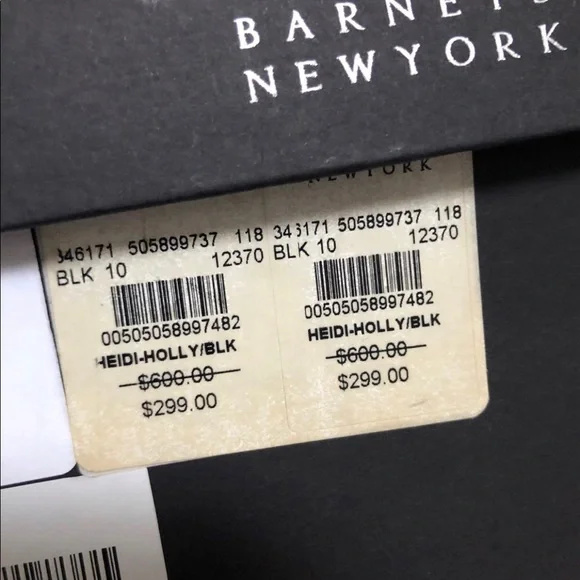 BARNEYS
NEWYORK
NEWYORK
346171 505899737 118
BLK 10 12370
00505058997482
HEIDI-HOLLY/BLK
$600.00
$299.00
346171 505899737 118
BLK 10 12370
00505058997482
HEIDI-HOLLY/BLK
$600.00
$299.00